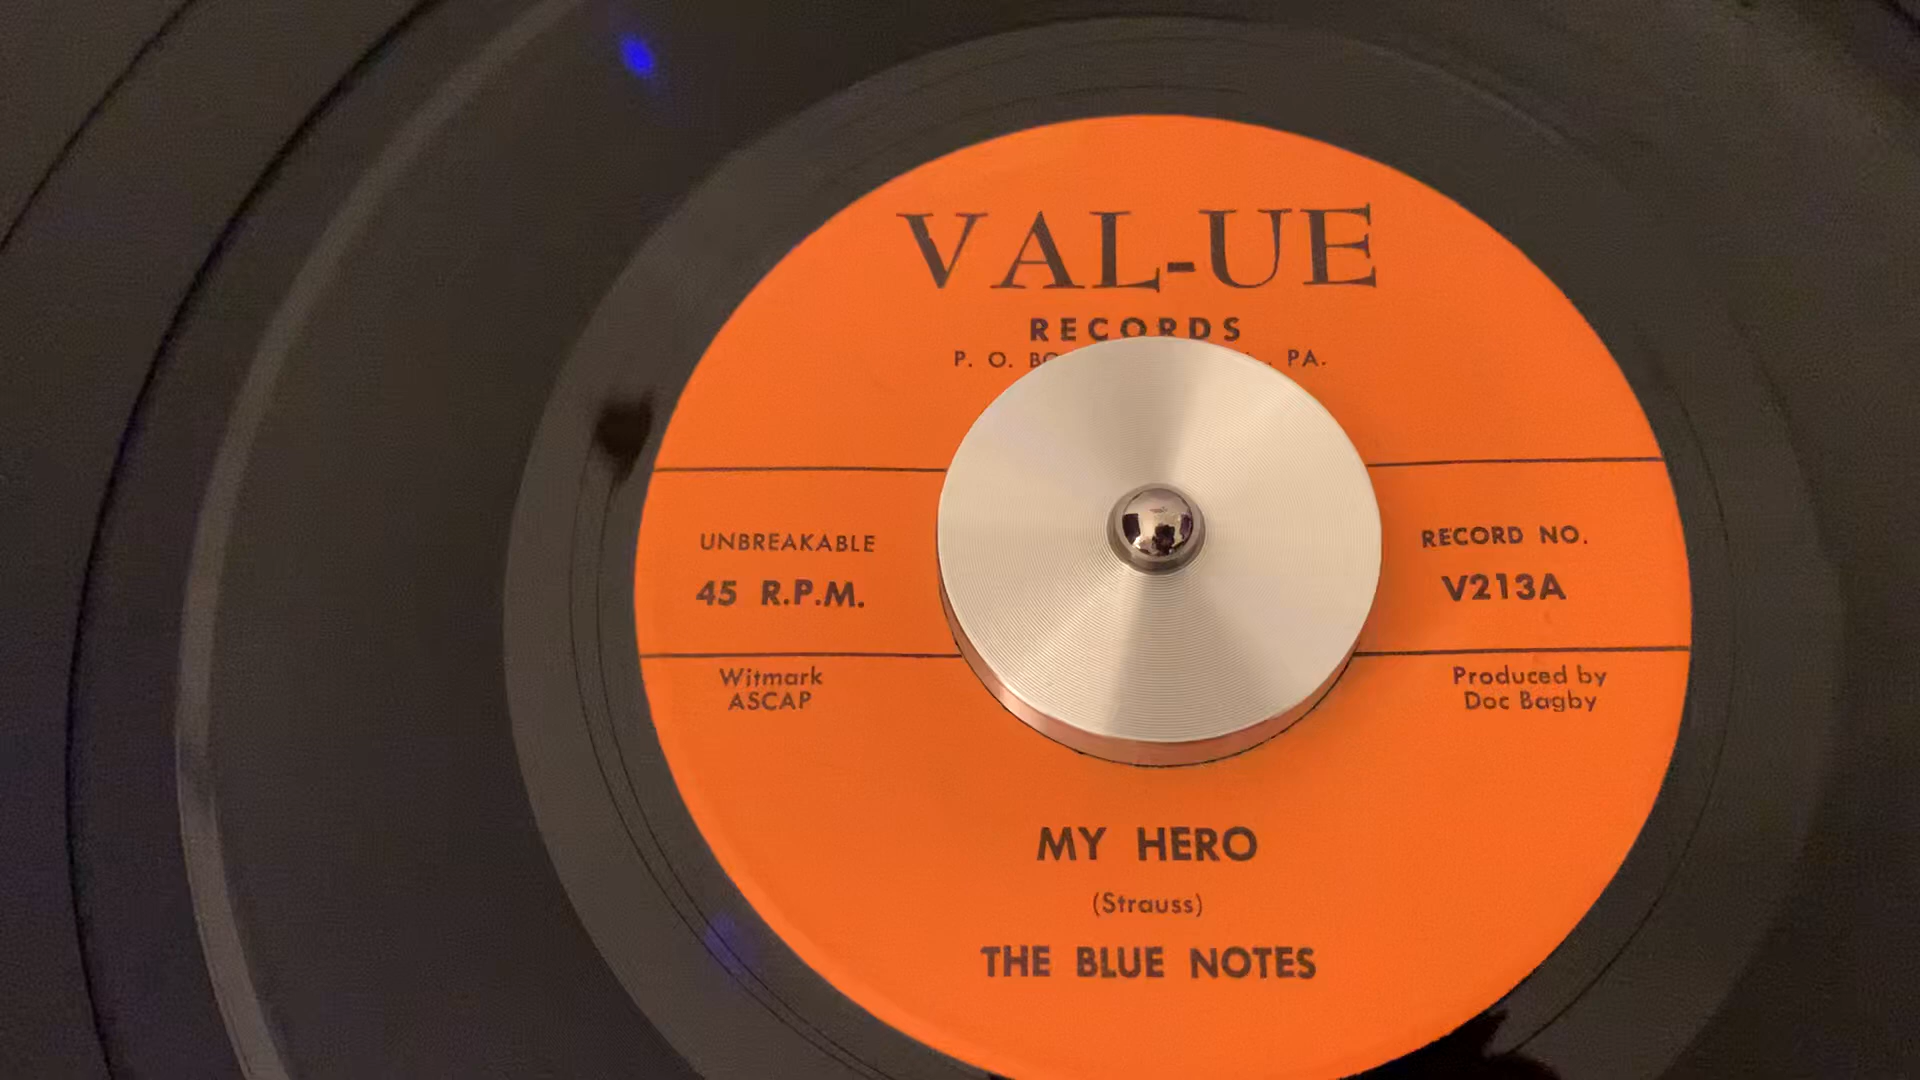 VAL-UE
RECORDS
P. O. PA.
UNBREAKABLE
45 R.P.M.
RECORD NO.
V213A
Witmark
ASCAP
Produced by
Doc Bagby
MY HERO
(Strauss)
THE BLUE NOTES